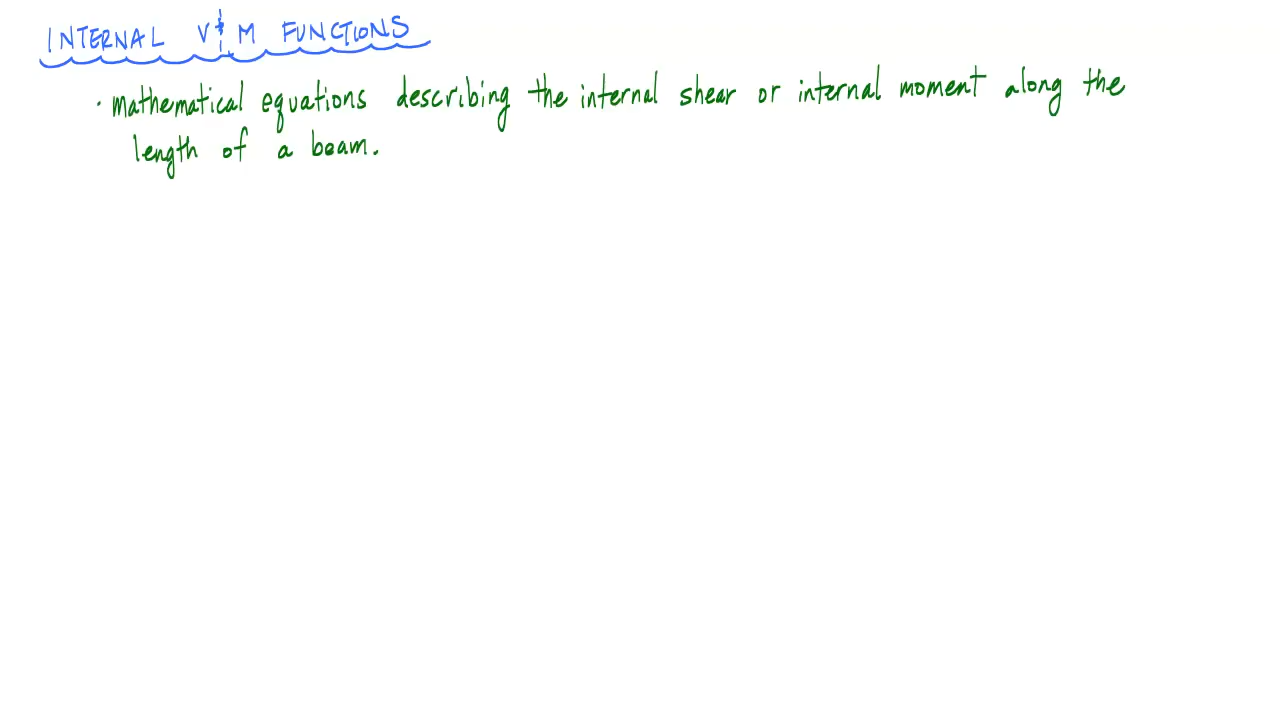 INTERNAL V & M FUNCTIONS
· mathematical equations describing the internal shear or internal moment along the
length of a beam.